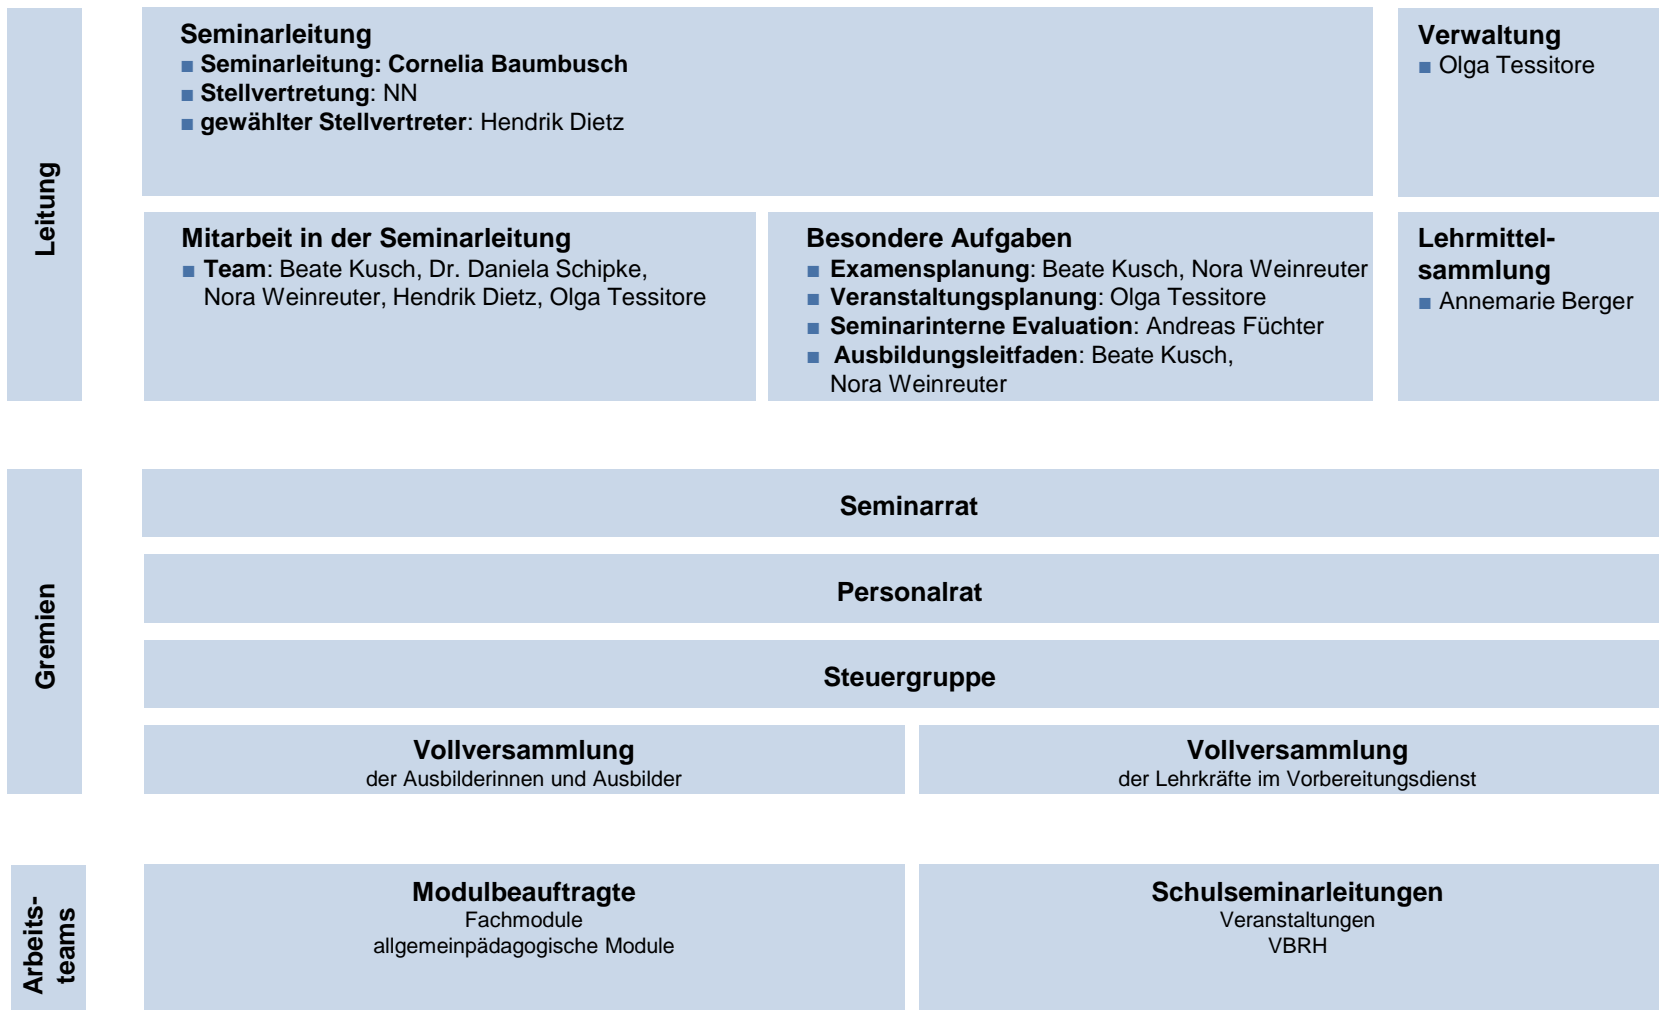 Leitung
Seminarleitung
■ Seminarleitung: Cornelia Baumbusch
■ Stellvertretung: NN
■ gewählter Stellvertreter: Hendrik Dietz
Verwaltung
■ Olga Tessitore
Mitarbeit in der Seminarleitung
■ Team: Beate Kusch, Dr. Daniela Schipke,
Nora Weinreuter, Hendrik Dietz, Olga Tessitore
Besondere Aufgaben
■ Examensplanung: Beate Kusch, Nora Weinreuter
■ Veranstaltungsplanung: Olga Tessitore
■ Seminarinterne Evaluation: Andreas Füchter
■ Ausbildungsleitfaden: Beate Kusch,
Nora Weinreuter
Lehrmittel-
sammlung
■ Annemarie Berger
Gremien
Seminarrat
Personalrat
Steuergruppe
Vollversammlung
der Ausbilderinnen und Ausbilder
Vollversammlung
der Lehrkräfte im Vorbereitungsdienst
Arbeits-
teams
Modulbeauftragte
Fachmodule
allgemeinpädagogische Module
Schulseminarleitungen
Veranstaltungen
VBRH